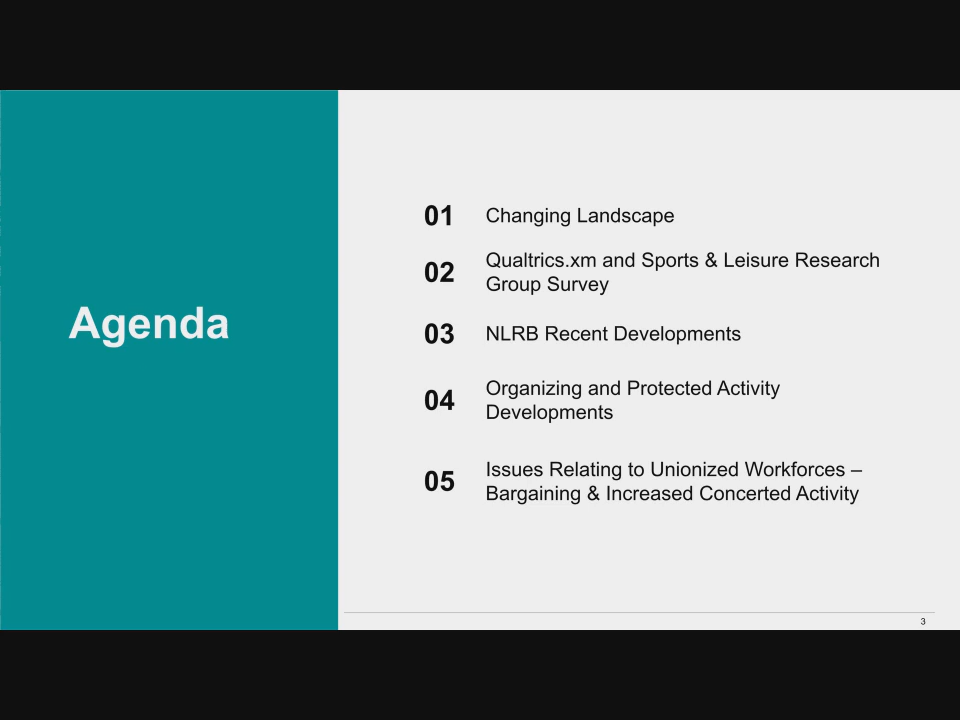 Agenda
01 Changing Landscape
02 Qualtrics.xm and Sports & Leisure Research
Group Survey
03 NLRB Recent Developments
04 Organizing and Protected Activity
Developments
05 Issues Relating to Unionized Workforces –
Bargaining & Increased Concerted Activity
3